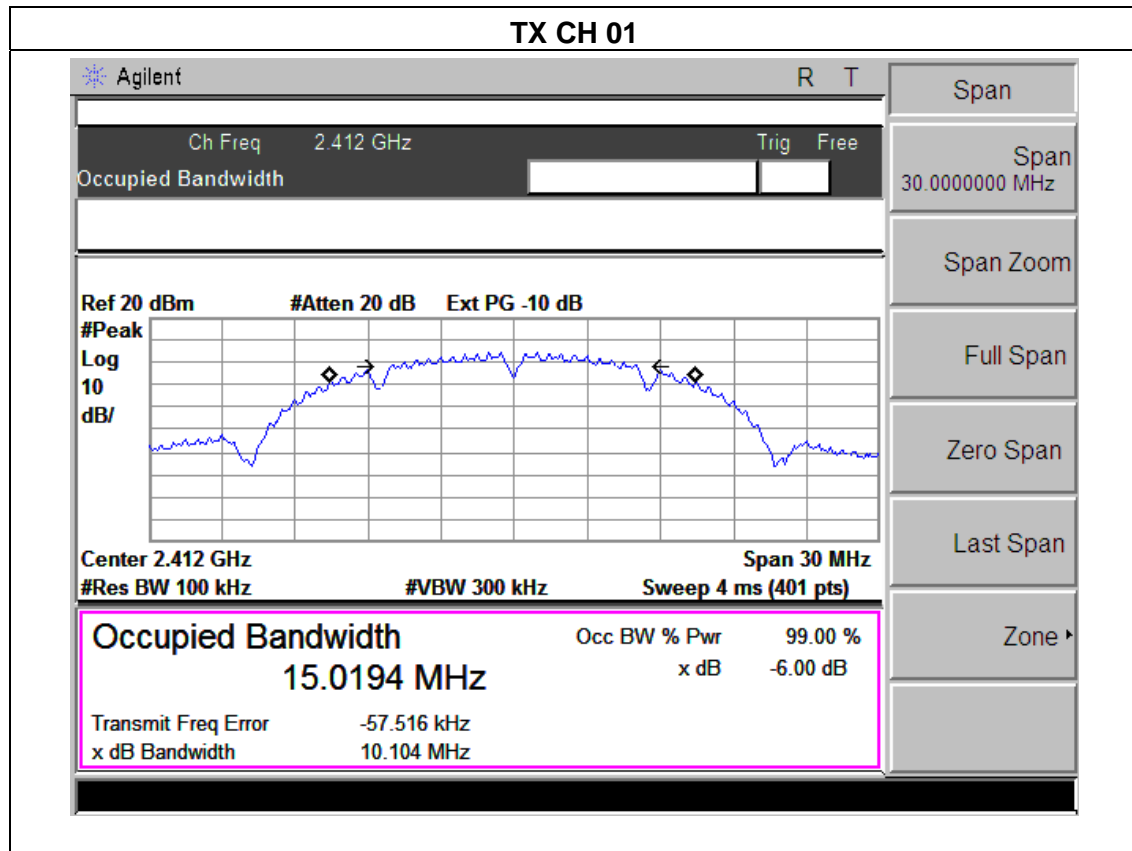 TX CH 01
Agilent R T
Ch Freq 2.412 GHz Trig Free
Occupied Bandwidth
Ref 20 dBm #Atten 20 dB Ext PG -10 dB
#Peak
Log
10
dB/
Center 2.412 GHz Span 30 MHz
#Res BW 100 kHz #VBW 300 kHz Sweep 4 ms (401 pts)
Occupied Bandwidth Occ BW % Pwr 99.00 %
15.0194 MHz x dB -6.00 dB
Transmit Freq Error -57.516 kHz
x dB Bandwidth 10.104 MHz
Span
Span
30.0000000 MHz
Span Zoom
Full Span
Zero Span
Last Span
Zone